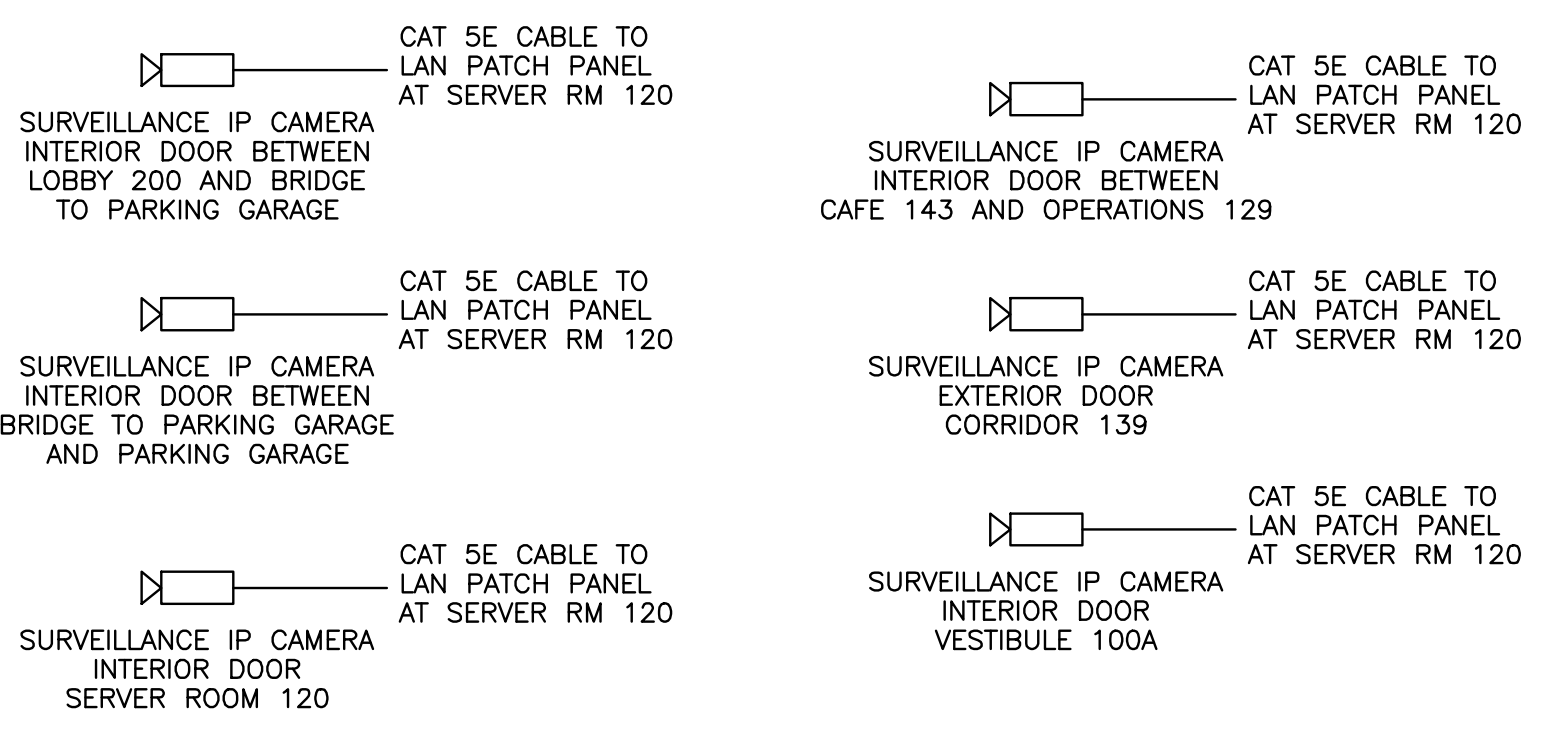 CAT 5E CABLE TO
LAN PATCH PANEL
AT SERVER RM 120
SURVEILLANCE IP CAMERA
INTERIOR DOOR BETWEEN
LOBBY 200 AND BRIDGE
TO PARKING GARAGE
CAT 5E CABLE TO
LAN PATCH PANEL
AT SERVER RM 120
SURVEILLANCE IP CAMERA
INTERIOR DOOR BETWEEN
BRIDGE TO PARKING GARAGE
AND PARKING GARAGE
CAT 5E CABLE TO
LAN PATCH PANEL
AT SERVER RM 120
SURVEILLANCE IP CAMERA
INTERIOR DOOR
SERVER ROOM 120
CAT 5E CABLE TO
LAN PATCH PANEL
AT SERVER RM 120
SURVEILLANCE IP CAMERA
INTERIOR DOOR BETWEEN
CAFE 143 AND OPERATIONS 129
CAT 5E CABLE TO
LAN PATCH PANEL
AT SERVER RM 120
SURVEILLANCE IP CAMERA
EXTERIOR DOOR
CORRIDOR 139
CAT 5E CABLE TO
LAN PATCH PANEL
AT SERVER RM 120
SURVEILLANCE IP CAMERA
INTERIOR DOOR
VESTIBULE 100A